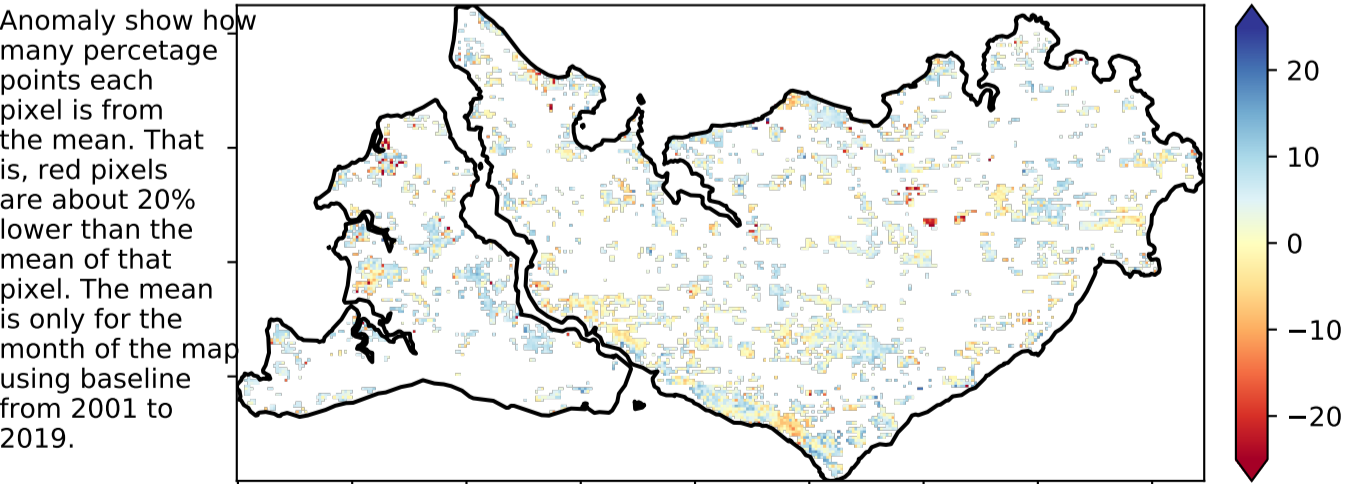 Anomaly show how
many percetage
points each
pixel is from
the mean. That
is, red pixels
are about 20%
lower than the
mean of that
pixel. The mean
is only for the
month of the map
using baseline
from 2001 to
2019.
20
10
0
−10
−20